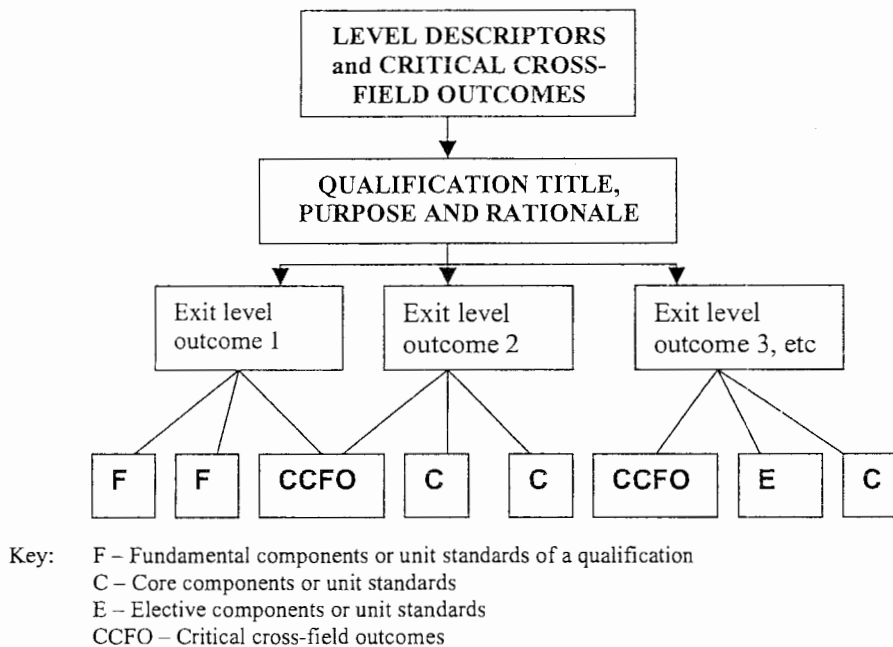 LEVEL DESCRIPTORS
and CRITICAL CROSS-
FIELD OUTCOMES
QUALIFICATION TITLE,
PURPOSE AND RATIONALE
Exit level
outcome 1
Exit level
outcome 2
Exit level
outcome 3, etc
F
F
CCFO
C
C
CCFO
E
C
Key: F – Fundamental components or unit standards of a qualification
C – Core components or unit standards
E – Elective components or unit standards
CCFO – Critical cross-field outcomes